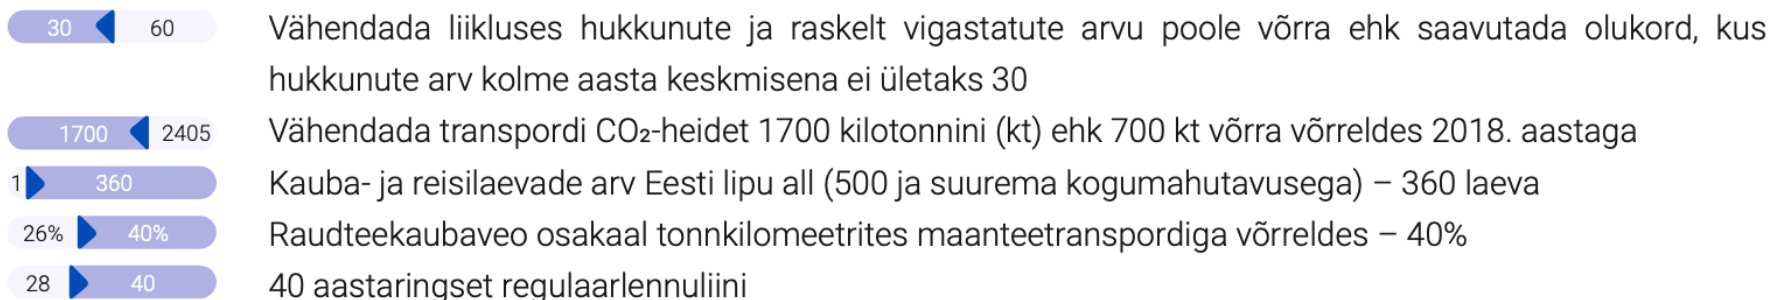 30 60 Vähendada liikluses hukkunute ja raskelt vigastatute arvu poole võrra ehk saavutada olukord, kus
hukkunute arv kolme aasta keskmisena ei ületaks 30
1700 2405 Vähendada transpordi CO₂-heidet 1700 kilotonnini (kt) ehk 700 kt võrra võrreldes 2018. aastaga
1 360 Kauba- ja reisilaevade arv Eesti lipu all (500 ja suurema kogumahutavusega) – 360 laeva
26% 40% Raudteekaubaveo osakaal tonnkilomeetrites maanteetranspordiga võrreldes – 40%
28 40 40 aastaringset regulaarlennuliini